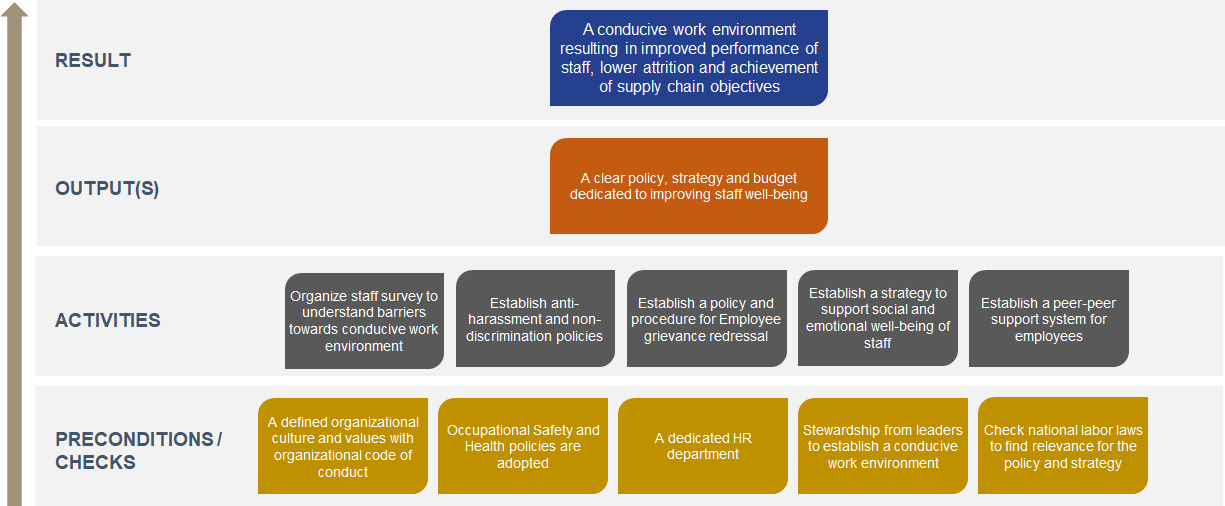 RESULT
A conducive work environment
resulting in improved performance of
staff, lower attrition and achievement
of supply chain objectives
OUTPUT(S)
A clear policy, strategy and budget
dedicated to improving staff well-being
ACTIVITIES
Organize staff survey to
understand barriers
towards conducive work
environment
Establish anti-
harassment and non-
discrimination policies
Establish a policy and
procedure for Employee
grievance redressal
Establish a strategy to
support social and
emotional well-being of
staff
Establish a peer-peer
support system for
employees
PRECONDITIONS /
CHECKS
A defined organizational
culture and values with
organizational code of
conduct
Occupational Safety and
Health policies are
adopted
A dedicated HR
department
Stewardship from leaders
to establish a conducive
work environment
Check national labor laws
to find relevance for the
policy and strategy